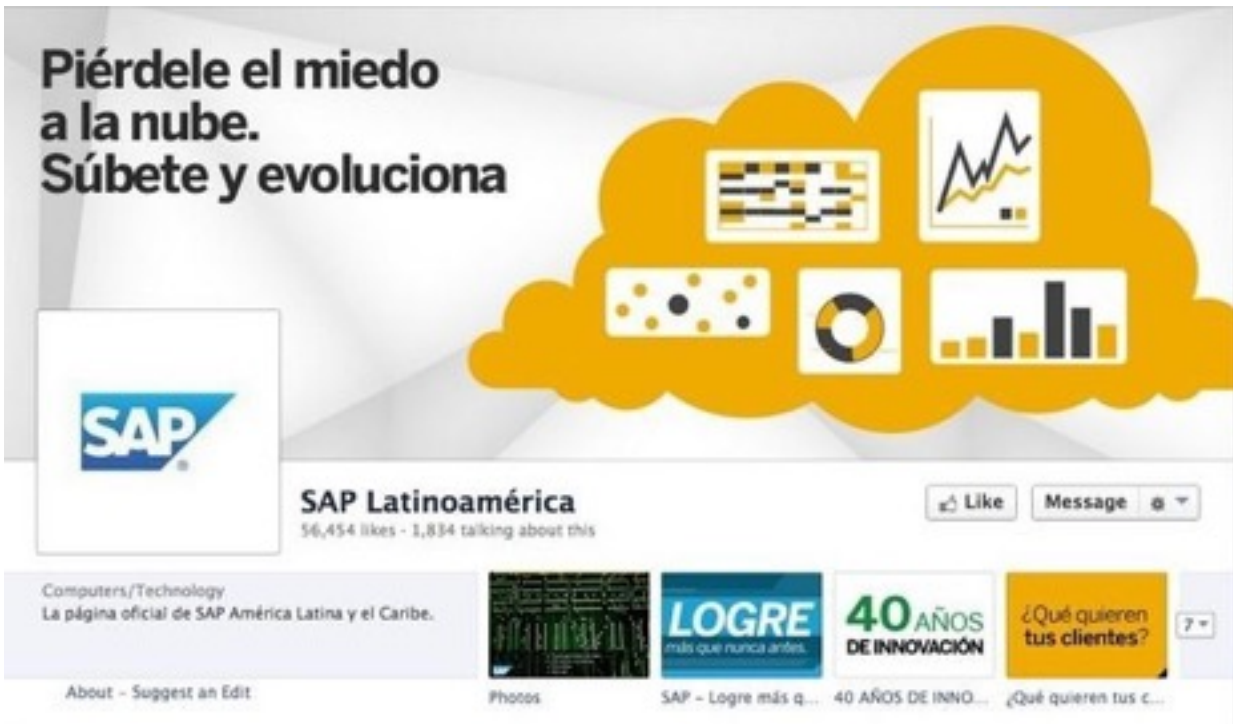 Piérdele el miedo
a la nube.
Súbete y evoluciona
SAP
®
SAP Latinoamérica
56,454 likes - 1,834 talking about this
Like
Message
Computers/Technology
La página oficial de SAP América Latina y el Caribe.
About - Suggest an Edit
SAP
LOGRE
más que nunca antes.
40 AÑOS
DE INNOVACIÓN
¿Qué quieren
tus clientes?
7
Photos
SAP - Logre más q...
40 AÑOS DE INNO...
¿Qué quieren tus c...